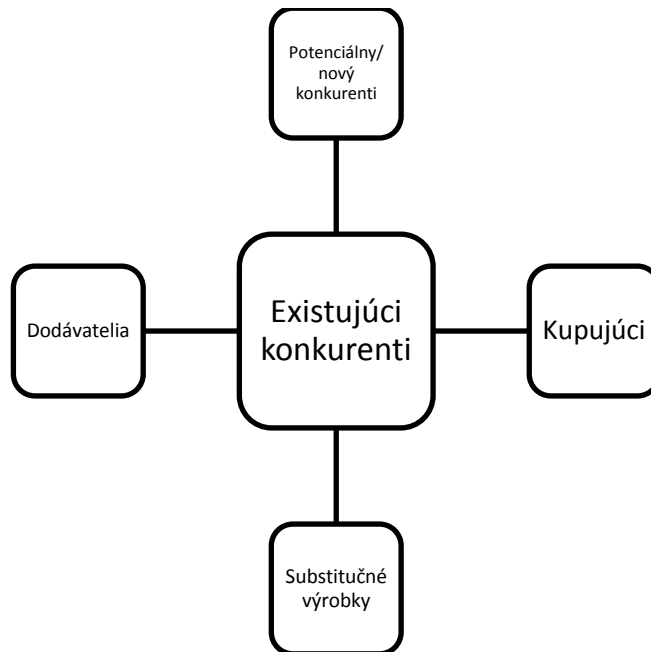 Potenciálny/
nový
konkurenti
Existujúci
konkurenti
Dodávatelia
Kupujúci
Substitučné
výrobky